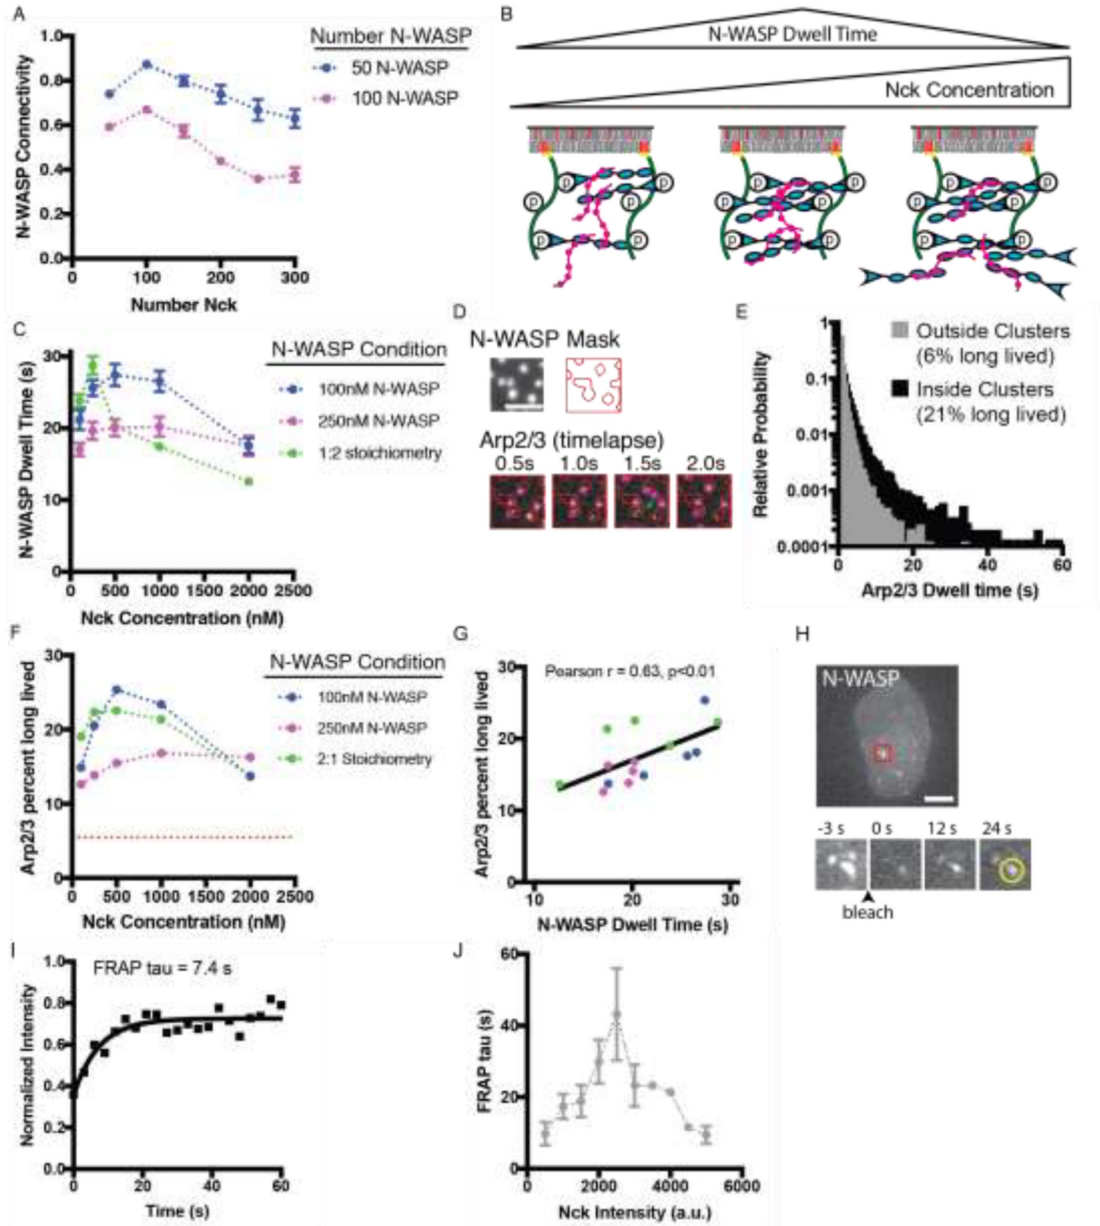 A
Number N-WASP
50 N-WASP
100 N-WASP
N-WASP Connectivity
1.0
0.8
0.6
0.4
0.2
0.0
0
100
200
300
Number Nck
B
N-WASP Dwell Time
Nck Concentration
p
p
p
p
p
p
p
p
p
p
p
p
C
N-WASP Condition
100nM N-WASP
250nM N-WASP
1:2 stoichiometry
N-WASP Dwell Time (s)
30
20
10
0
0
500
1000
1500
2000
2500
Nck Concentration (nM)
D
N-WASP Mask
Arp2/3 (timelapse)
0.5s
1.0s
1.5s
2.0s
E
Outside Clusters
(6% long lived)
Inside Clusters
(21% long lived)
Relative Probability
1
0.1
0.01
0.001
0.0001
0
20
40
60
Arp2/3 Dwell time (s)
F
N-WASP Condition
100nM N-WASP
250nM N-WASP
2:1 Stoichiometry
Arp2/3 percent long lived
30
20
10
0
0
500
1000
1500
2000
2500
Nck Concentration (nM)
G
Pearson r = 0.63, p<0.01
Arp2/3 percent long lived
30
20
10
0
10
20
30
N-WASP Dwell Time (s)
H
N-WASP
-3 s
0 s
12 s
24 s
bleach
I
FRAP tau = 7.4 s
Normalized Intensity
1.0
0.8
0.6
0.4
0.2
0.0
0
20
40
60
Time (s)
J
FRAP tau (s)
60
40
20
0
0
2000
4000
6000
Nck Intensity (a.u.)